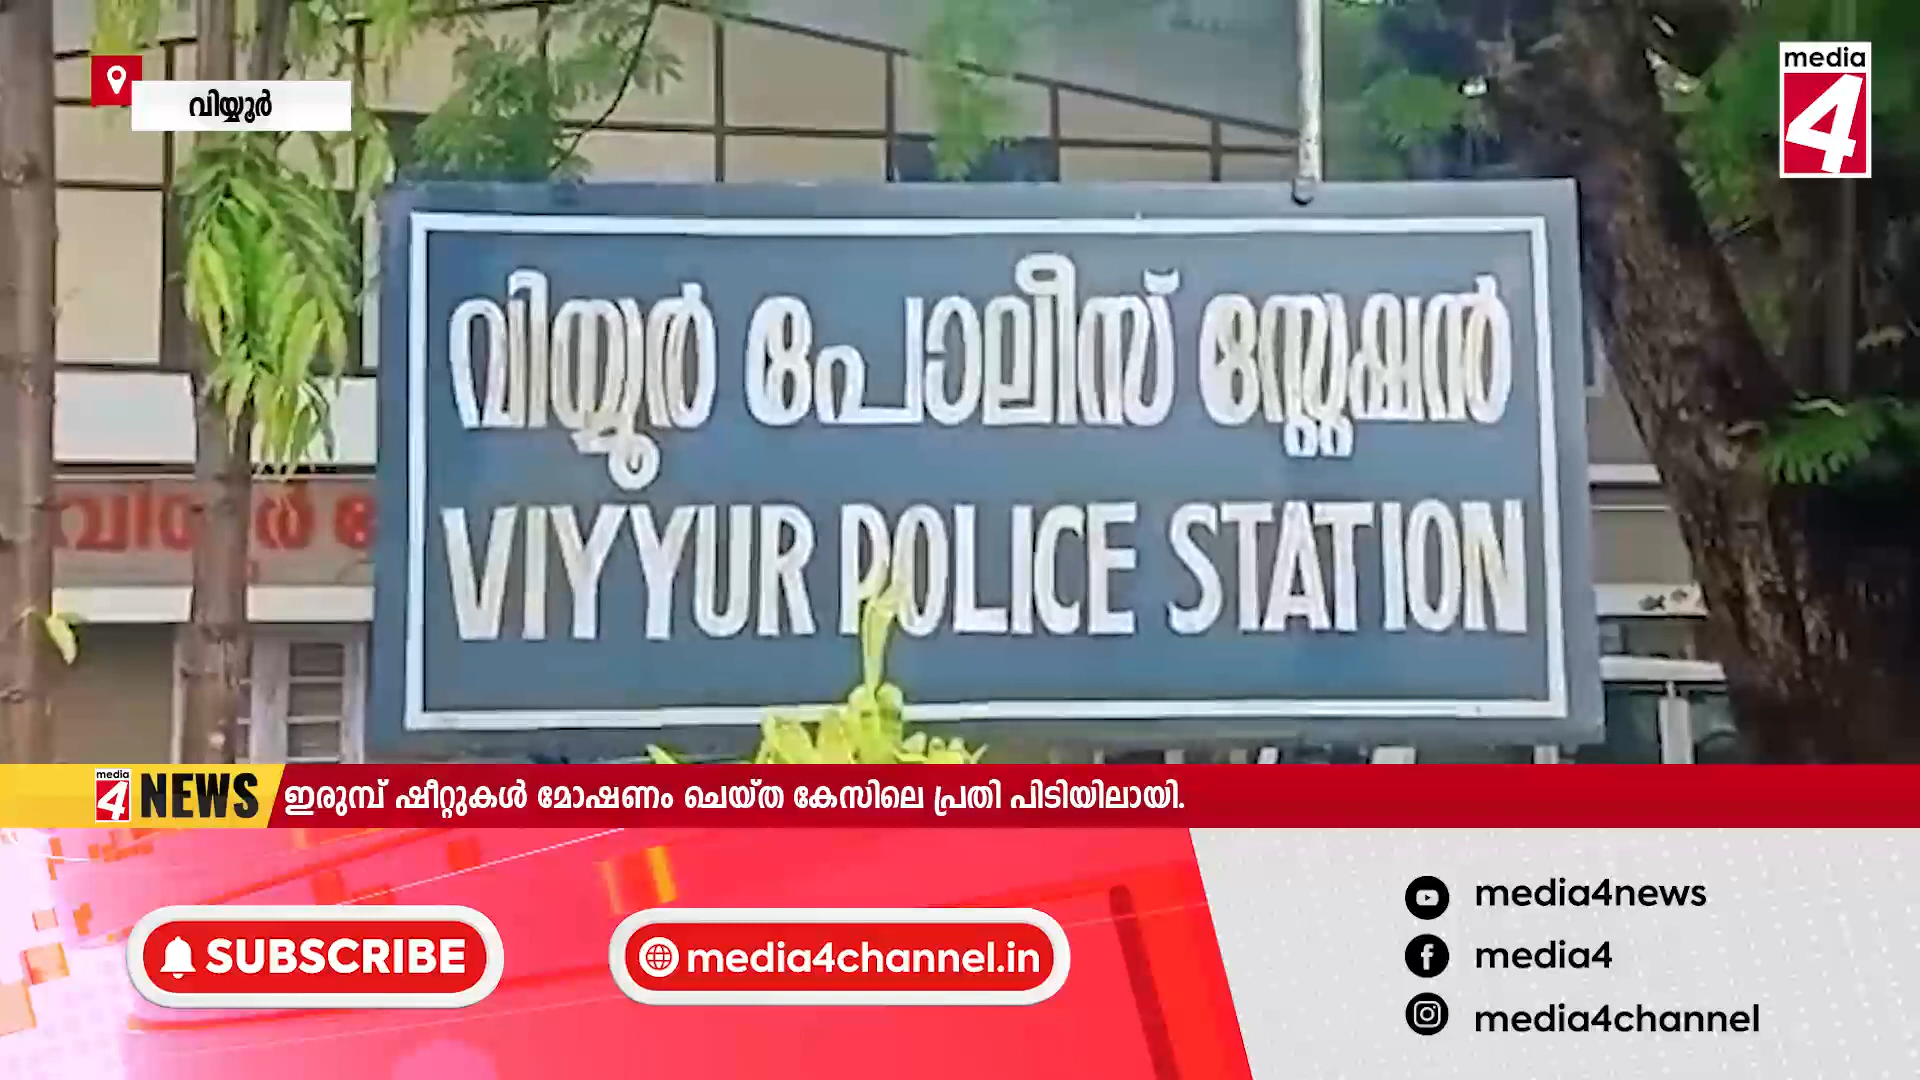 വിയ്യൂർ
media
4
വിയ്യൂർ പോലീസ് സ്റ്റേഷൻ
VIYYUR POLICE STATION
വിയ്യൂർ
media
4 NEWS
ഇരുമ്പ് ഷീറ്റുകൾ മോഷണം ചെയ്ത കേസിലെ പ്രതി പിടിയിലായി.
SUBSCRIBE
media4channel.in
media4news
media4
media4channel